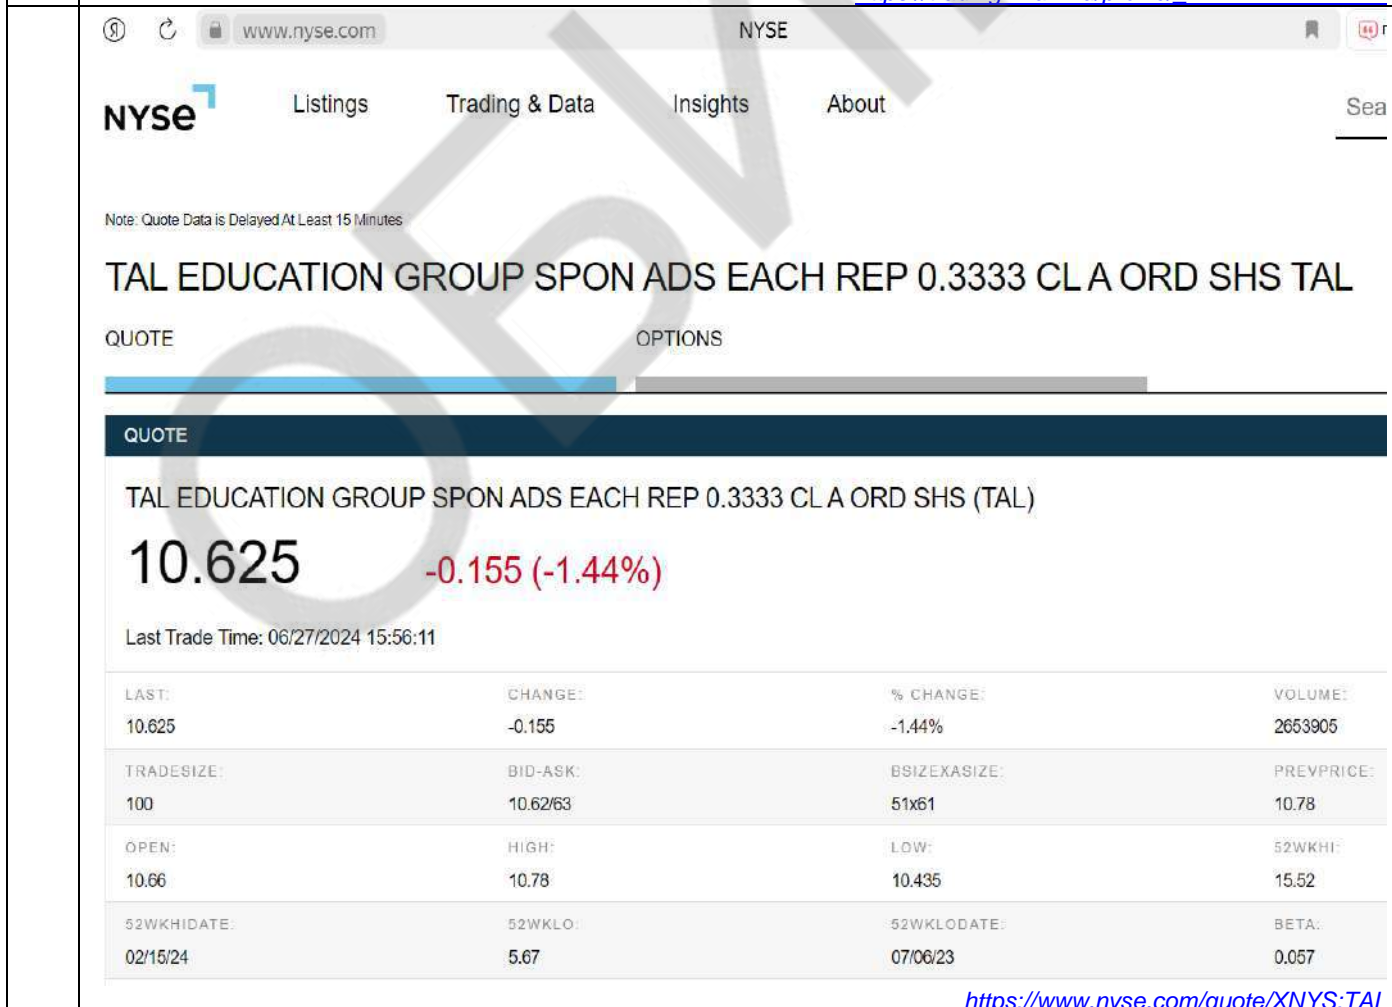 www.nyse.com NYSE
NYSE Listings Trading & Data Insights About Sea
Note: Quote Data is Delayed At Least 15 Minutes
TAL EDUCATION GROUP SPON ADS EACH REP 0.3333 CL A ORD SHS TAL
QUOTE OPTIONS
QUOTE
TAL EDUCATION GROUP SPON ADS EACH REP 0.3333 CL A ORD SHS (TAL)
10.625 -0.155 (-1.44%)
Last Trade Time: 06/27/2024 15:56:11
LAST: CHANGE: % CHANGE: VOLUME:
10.625 -0.155 -1.44% 2653905
TRADESIZE: BID-ASK: BSIZEXASIZE: PREVPRICE:
100 10.62/63 51x61 10.78
OPEN: HIGH: LOW: 52WKHI:
10.66 10.78 10.435 15.52
52WKHIDATE: 52WKLO: 52WKLODATE: BETA:
02/15/24 5.67 07/06/23 0.057
https://www.nyse.com/quote/XNYS:TAL